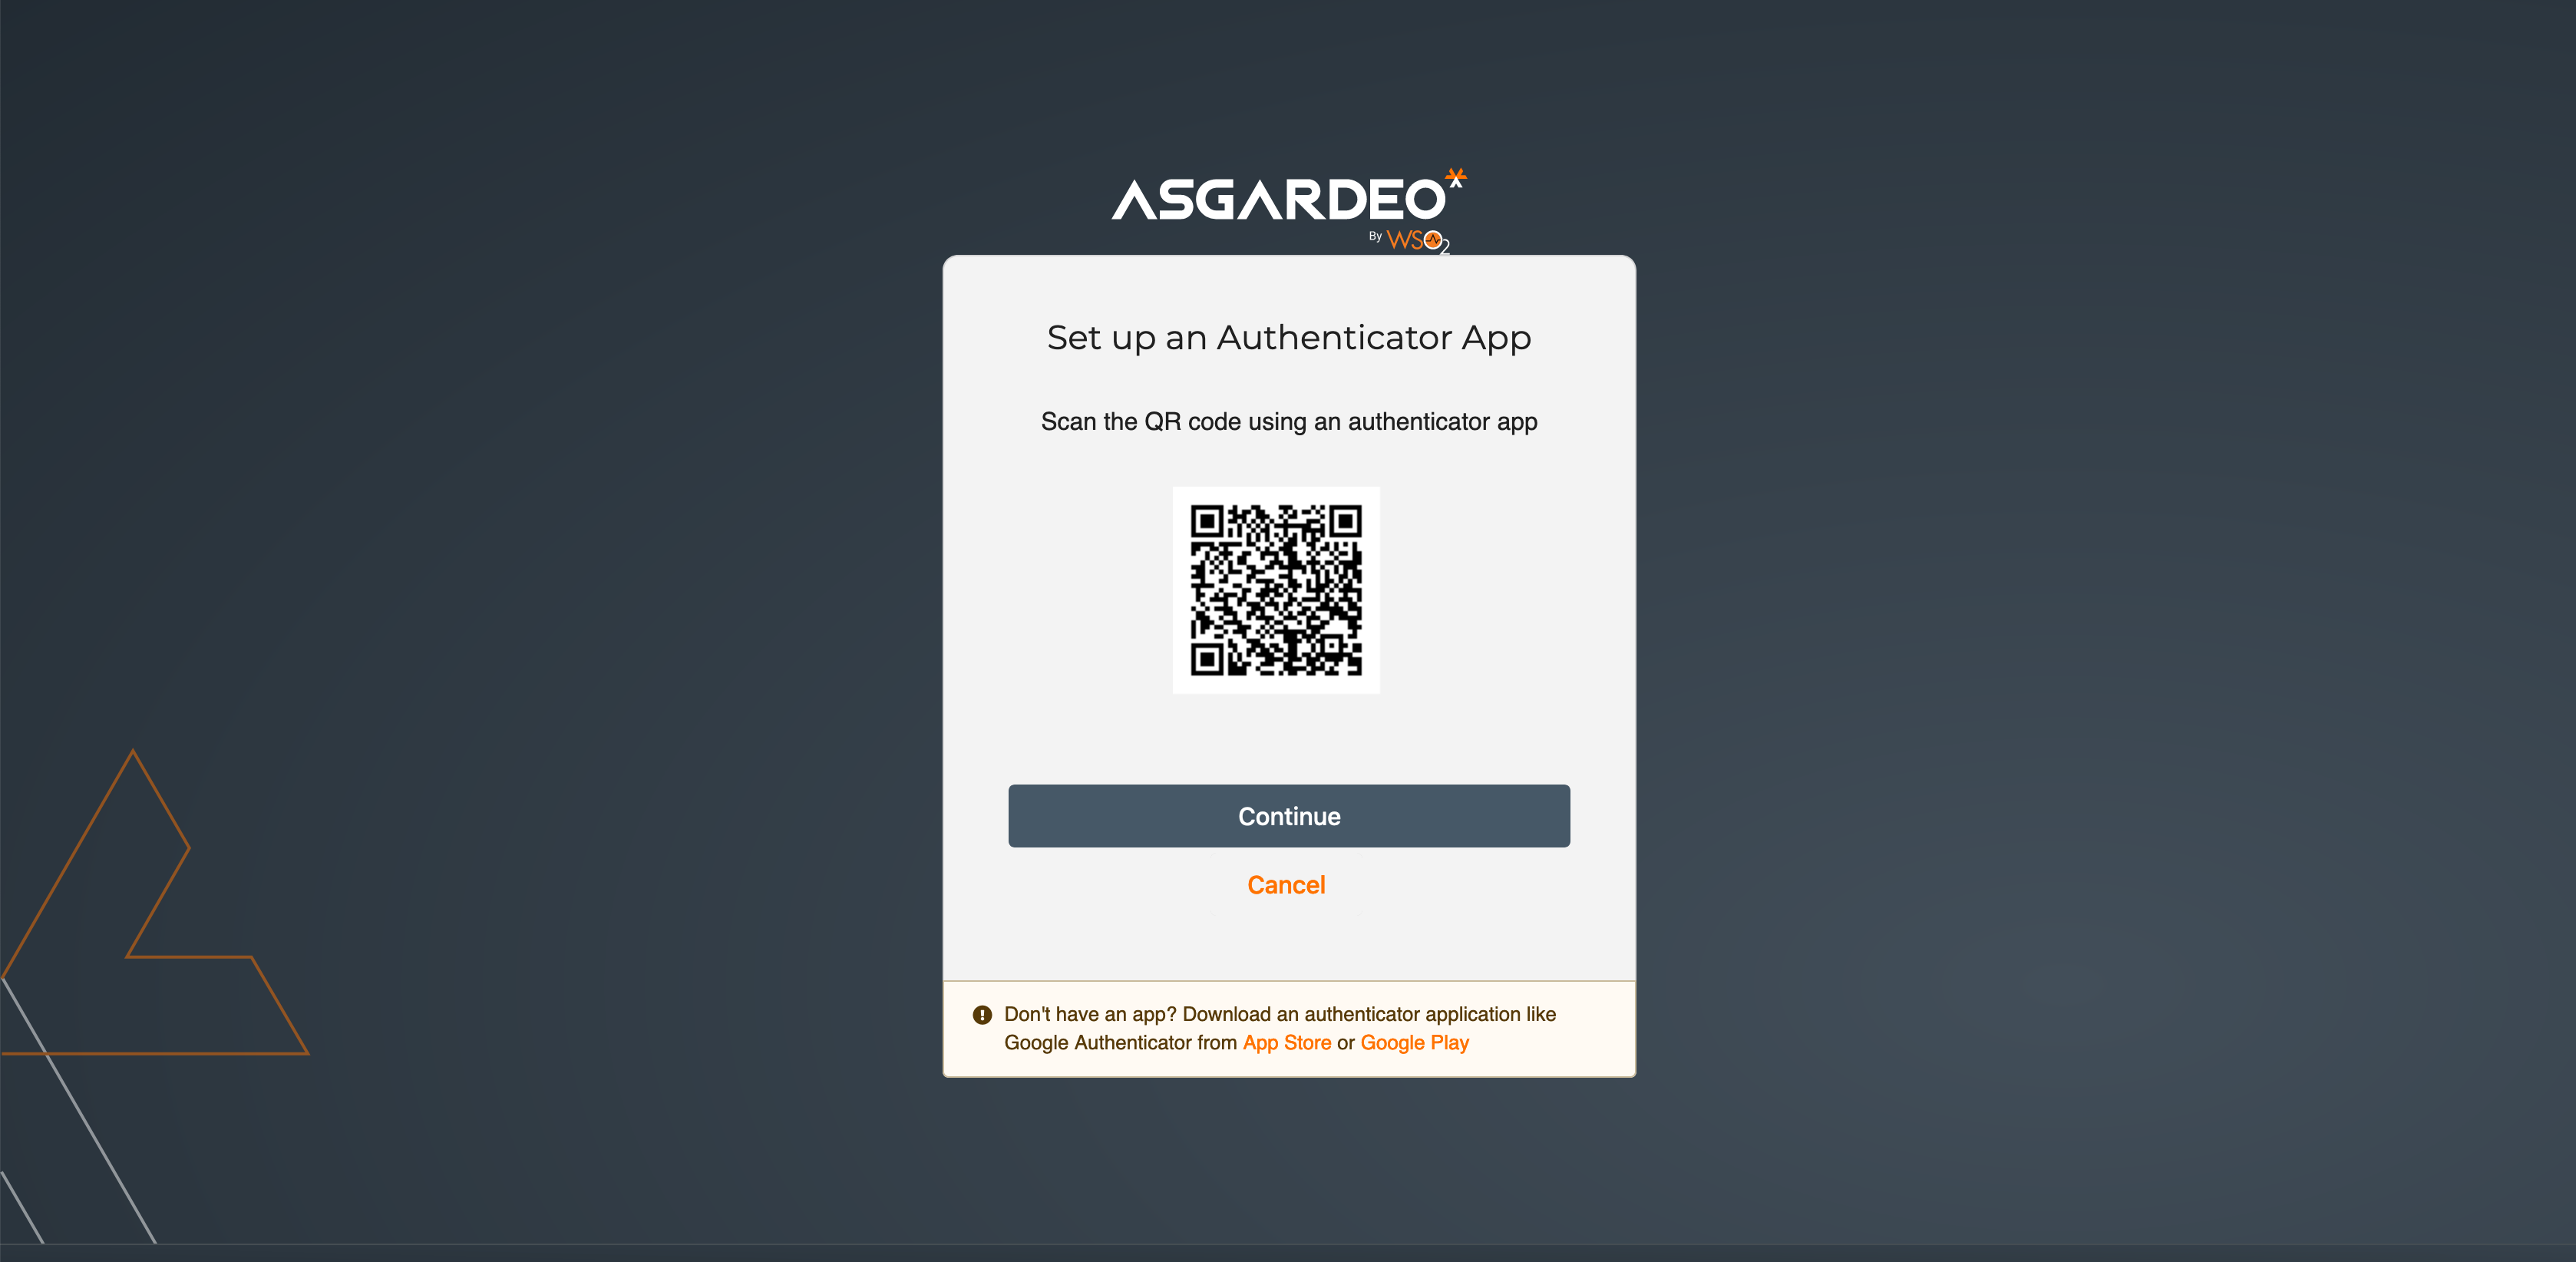 ASGARDEO
By WSO2
Set up an Authenticator App
Scan the QR code using an authenticator app
Continue
Cancel
Don't have an app? Download an authenticator application like
Google Authenticator from App Store or Google Play